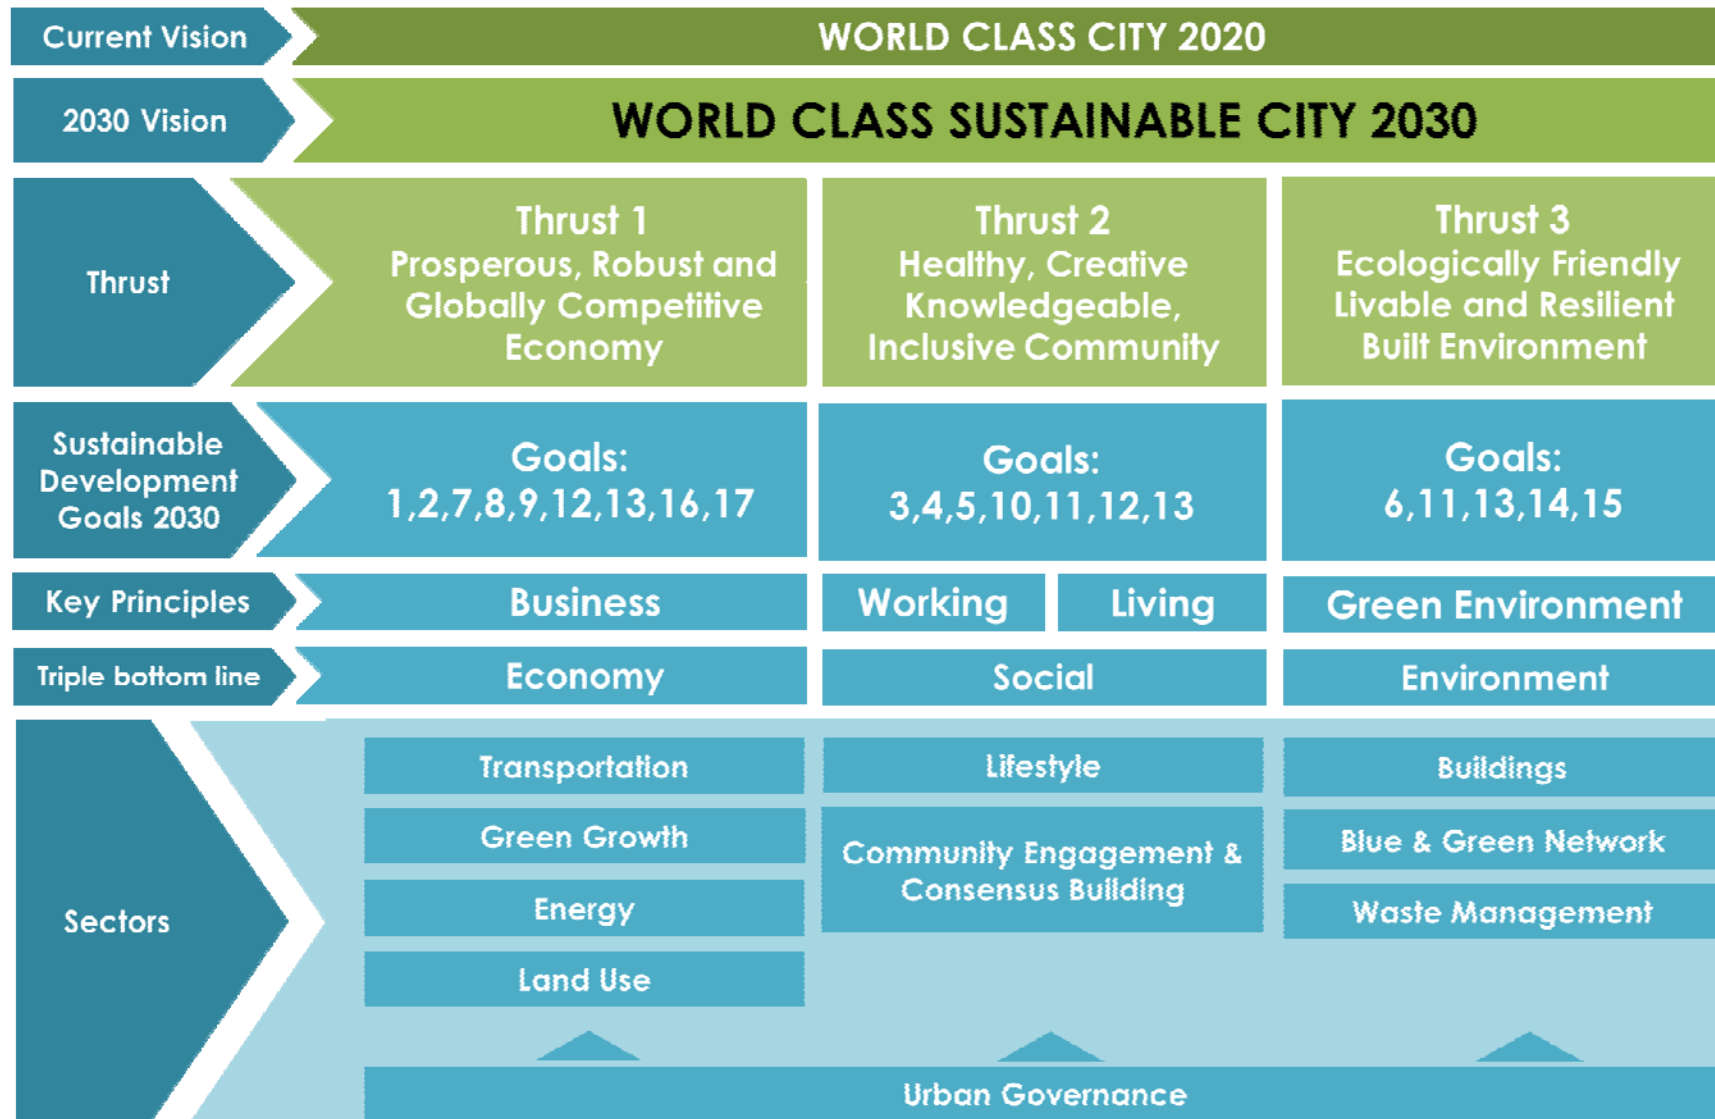 Current Vision
WORLD CLASS CITY 2020
2030 Vision
WORLD CLASS SUSTAINABLE CITY 2030
Thrust
Thrust 1
Prosperous, Robust and
Globally Competitive
Economy
Thrust 2
Healthy, Creative
Knowledgeable,
Inclusive Community
Thrust 3
Ecologically Friendly
Livable and Resilient
Built Environment
Sustainable
Development
Goals 2030
Goals:
1,2,7,8,9,12,13,16,17
Goals:
3,4,5,10,11,12,13
Goals:
6,11,13,14,15
Key Principles
Business
Working
Living
Green Environment
Triple bottom line
Economy
Social
Environment
Sectors
Transportation
Green Growth
Energy
Land Use
Lifestyle
Community Engagement &
Consensus Building
Buildings
Blue & Green Network
Waste Management
Urban Governance